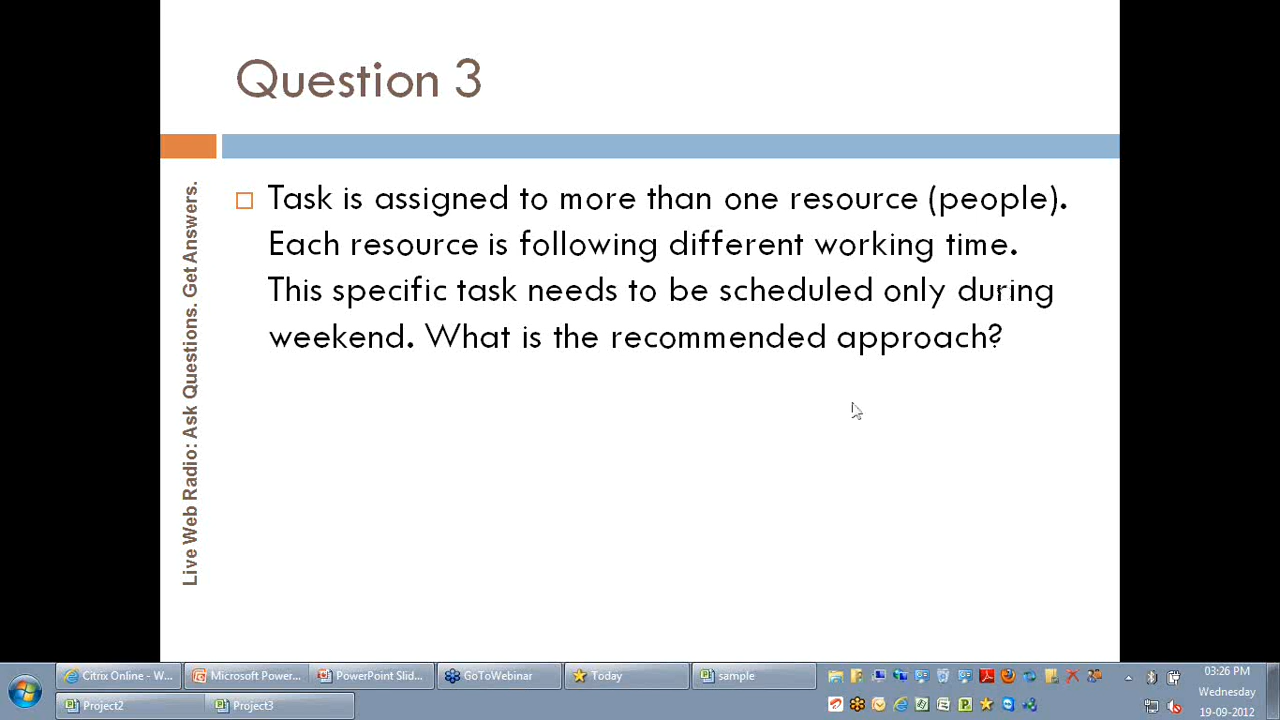 Question 3
Live Web Radio: Ask Questions. Get Answers.
Task is assigned to more than one resource (people).
Each resource is following different working time.
This specific task needs to be scheduled only during
weekend. What is the recommended approach?
Citrix Online - W...
Microsoft Power...
PowerPoint Slid...
GoToWebinar
Today
sample
03:26 PM
Project2
Project3
Wednesday
19-09-2012